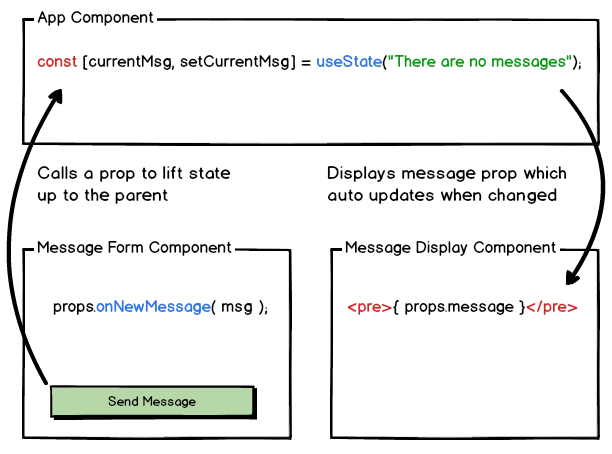 App Component
const [currentMsg, setCurrentMsg] = useState("There are no messages");
Calls a prop to lift state
up to the parent
Displays message prop which
auto updates when changed
Message Form Component
props.onNewMessage( msg );
Send Message
Message Display Component
<pre>{ props.message }</pre>